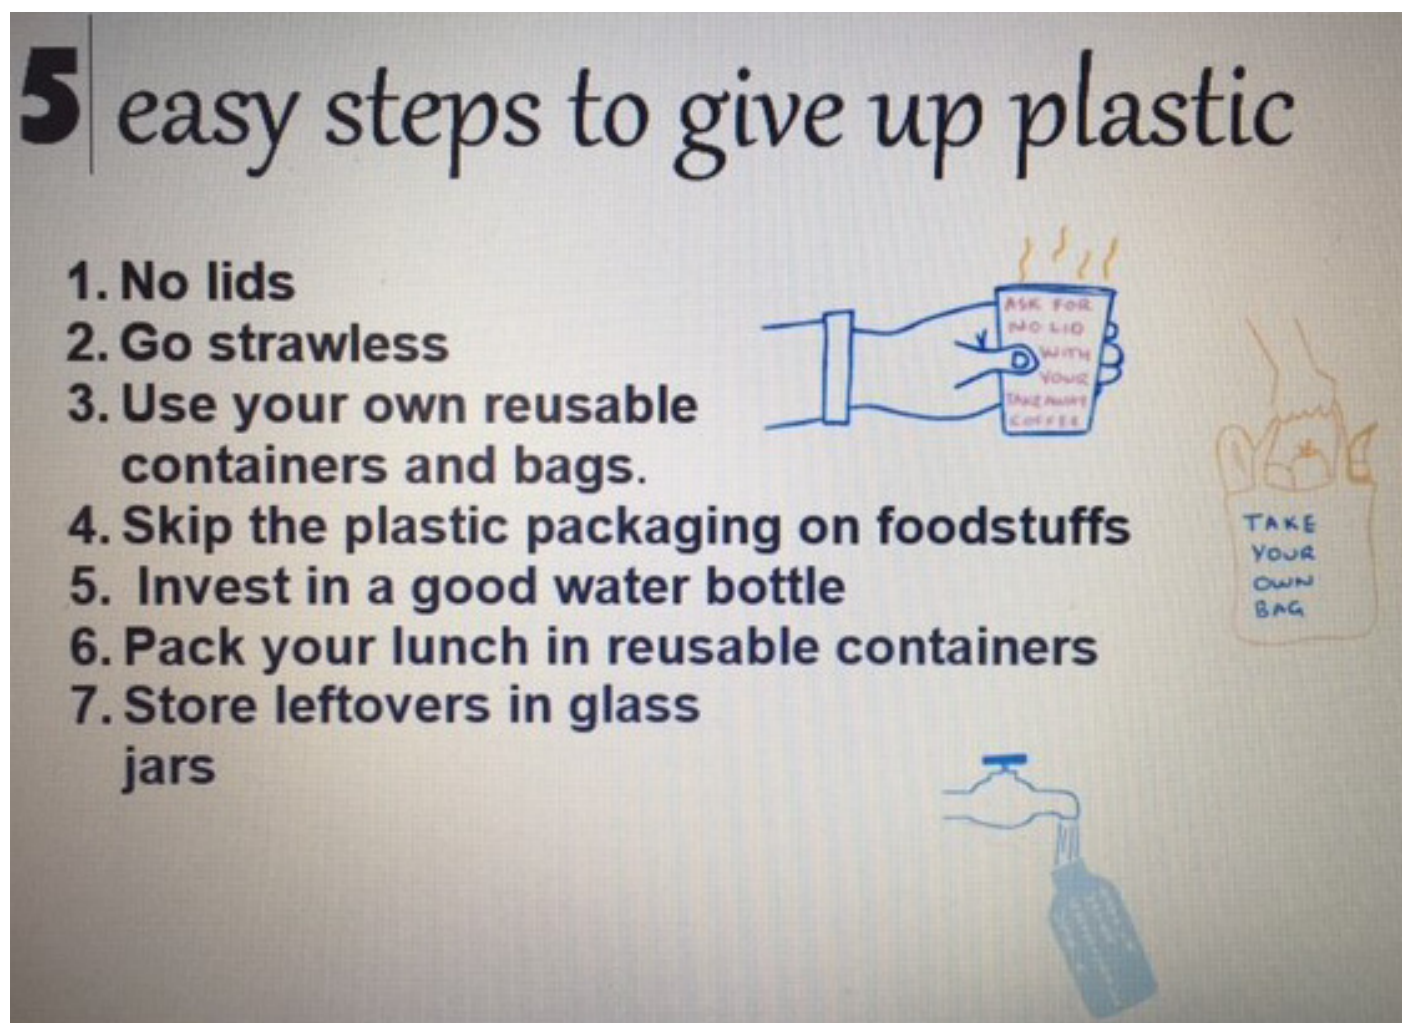 5 easy steps to give up plastic
1. No lids
2. Go strawless
3. Use your own reusable
containers and bags.
4. Skip the plastic packaging on foodstuffs
5. Invest in a good water bottle
6. Pack your lunch in reusable containers
7. Store leftovers in glass
jars
ASK FOR
NO LID
WITH
YOUR
TAKEAWAY
COFFEE
TAKE
YOUR
OWN
BAG